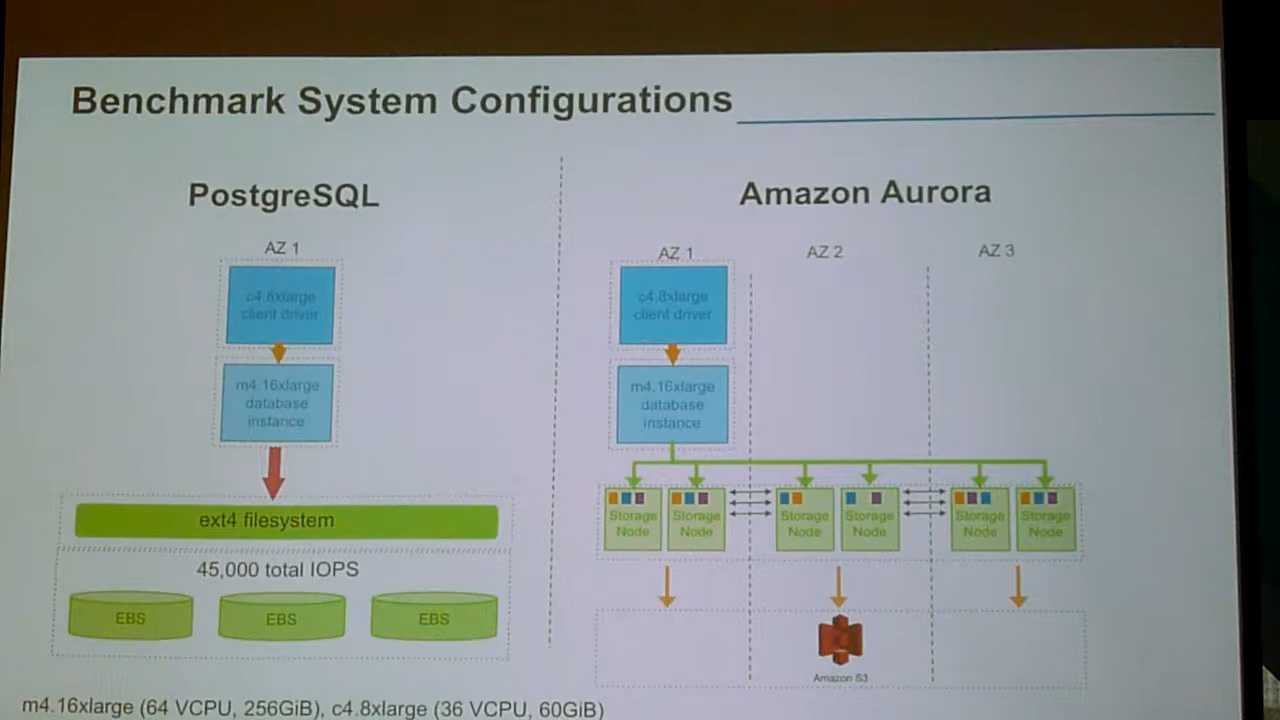 Benchmark System Configurations
PostgreSQL
AZ 1
c4.8xlarge
client driver
m4.16xlarge
database
instance
ext4 filesystem
45,000 total IOPS
EBS
EBS
EBS
Amazon Aurora
AZ 1
AZ 2
AZ 3
c4.8xlarge
client driver
m4.16xlarge
database
instance
Storage
Node
Storage
Node
Storage
Node
Storage
Node
Storage
Node
Storage
Node
Amazon S3
m4.16xlarge (64 VCPU, 256GiB), c4.8xlarge (36 VCPU, 60GiB)